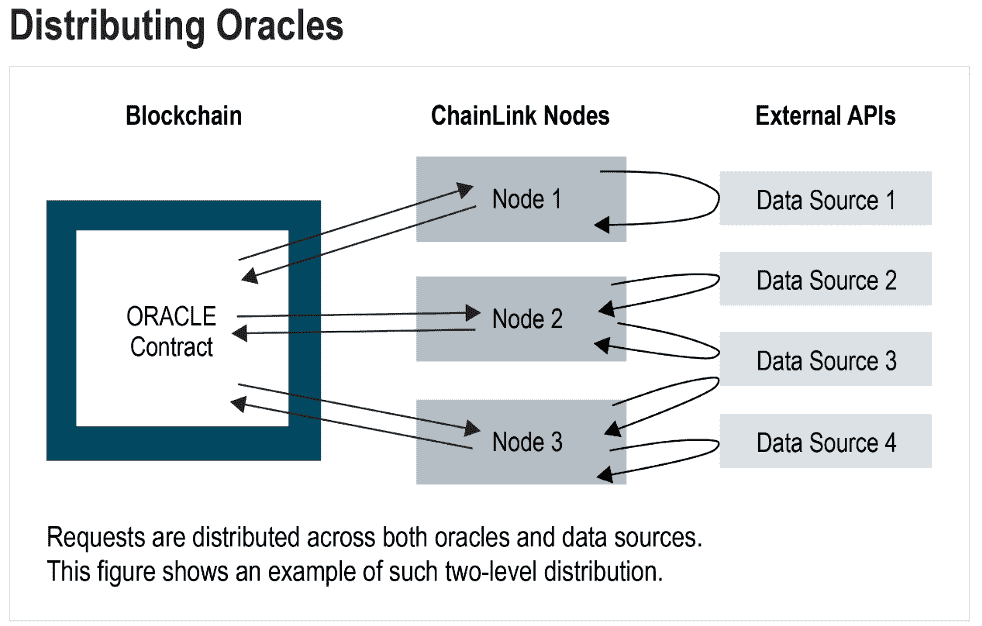 Distributing Oracles
Blockchain
ChainLink Nodes
External APIs
ORACLE
Contract
Node 1
Node 2
Node 3
Data Source 1
Data Source 2
Data Source 3
Data Source 4
Requests are distributed across both oracles and data sources.
This figure shows an example of such two-level distribution.